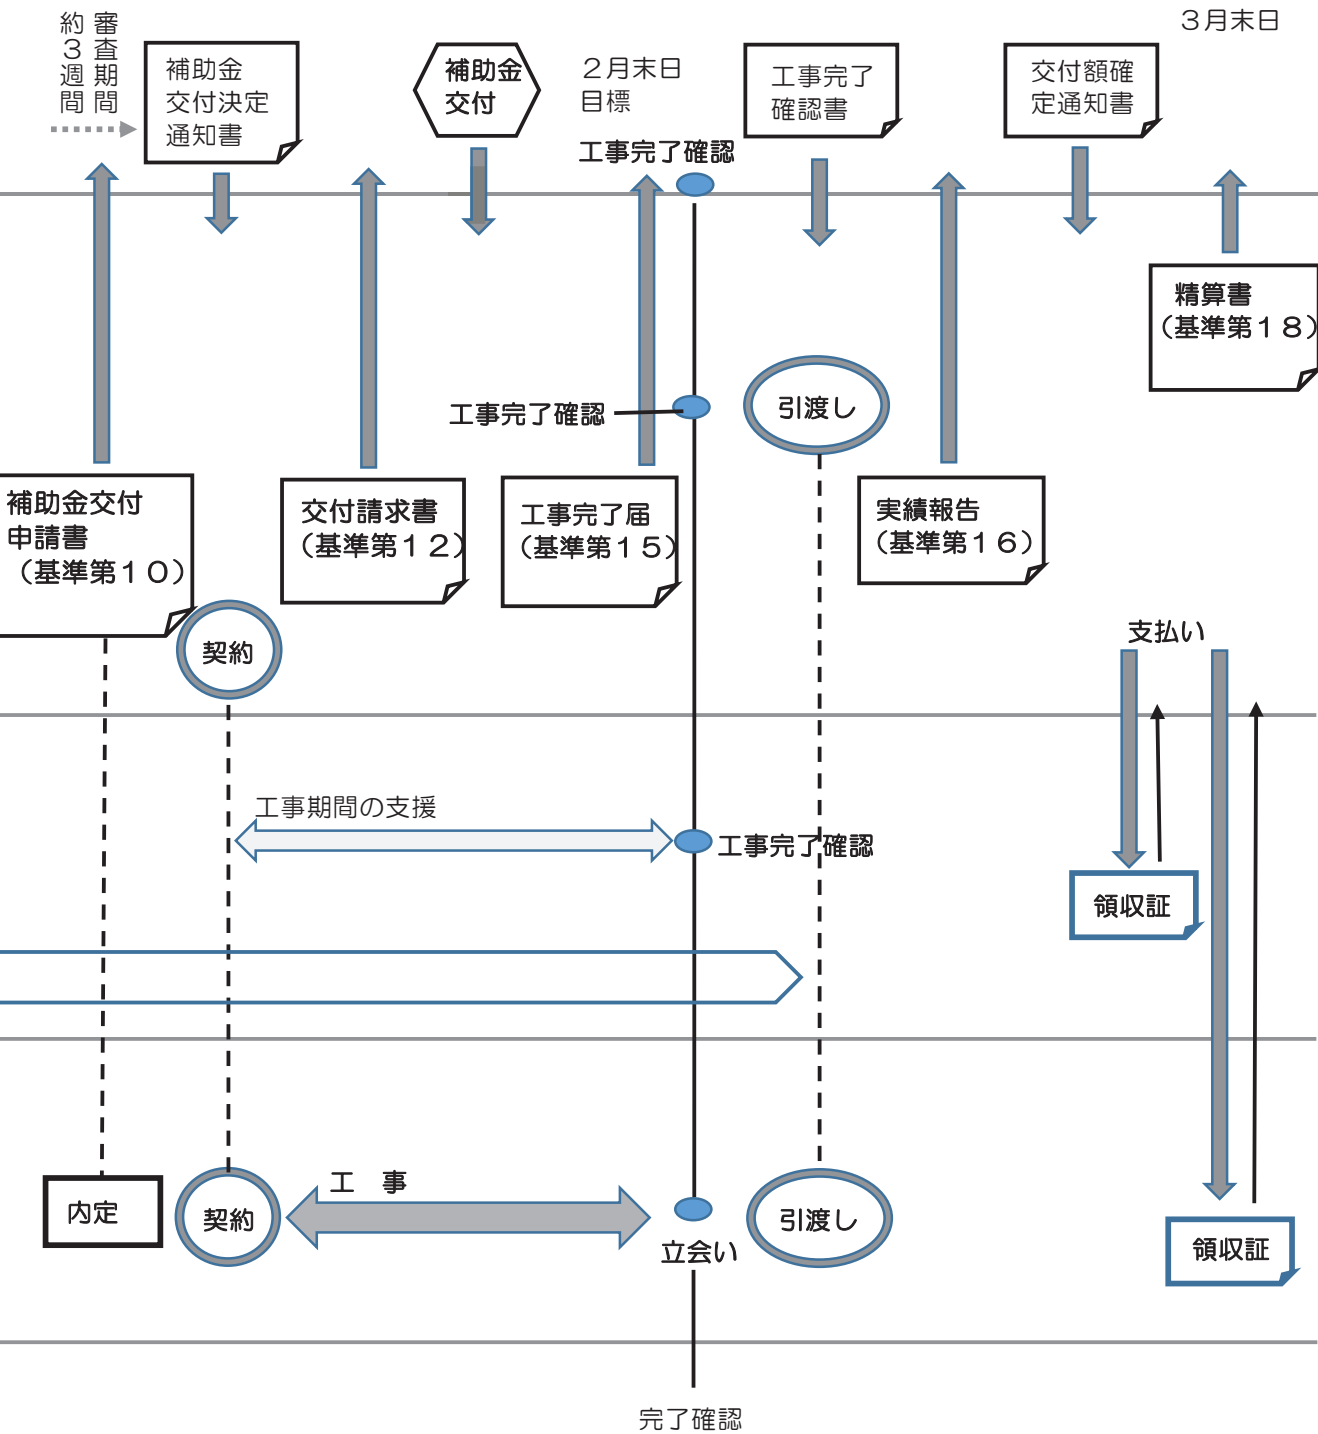 審査期間
約３週間
補助金
交付決定
通知書
補助金
交付
２月末日
目標
工事完了確認
工事完了
確認書
交付額確
定通知書
３月末日
精算書
（基準第１８）
工事完了確認
引渡し
補助金交付
申請書
（基準第１０）
交付請求書
（基準第１２）
工事完了届
（基準第１５）
実績報告
（基準第１６）
契約
支払い
工事期間の支援
工事完了確認
領収証
内定
契約
工　事
立会い
引渡し
領収証
完了確認